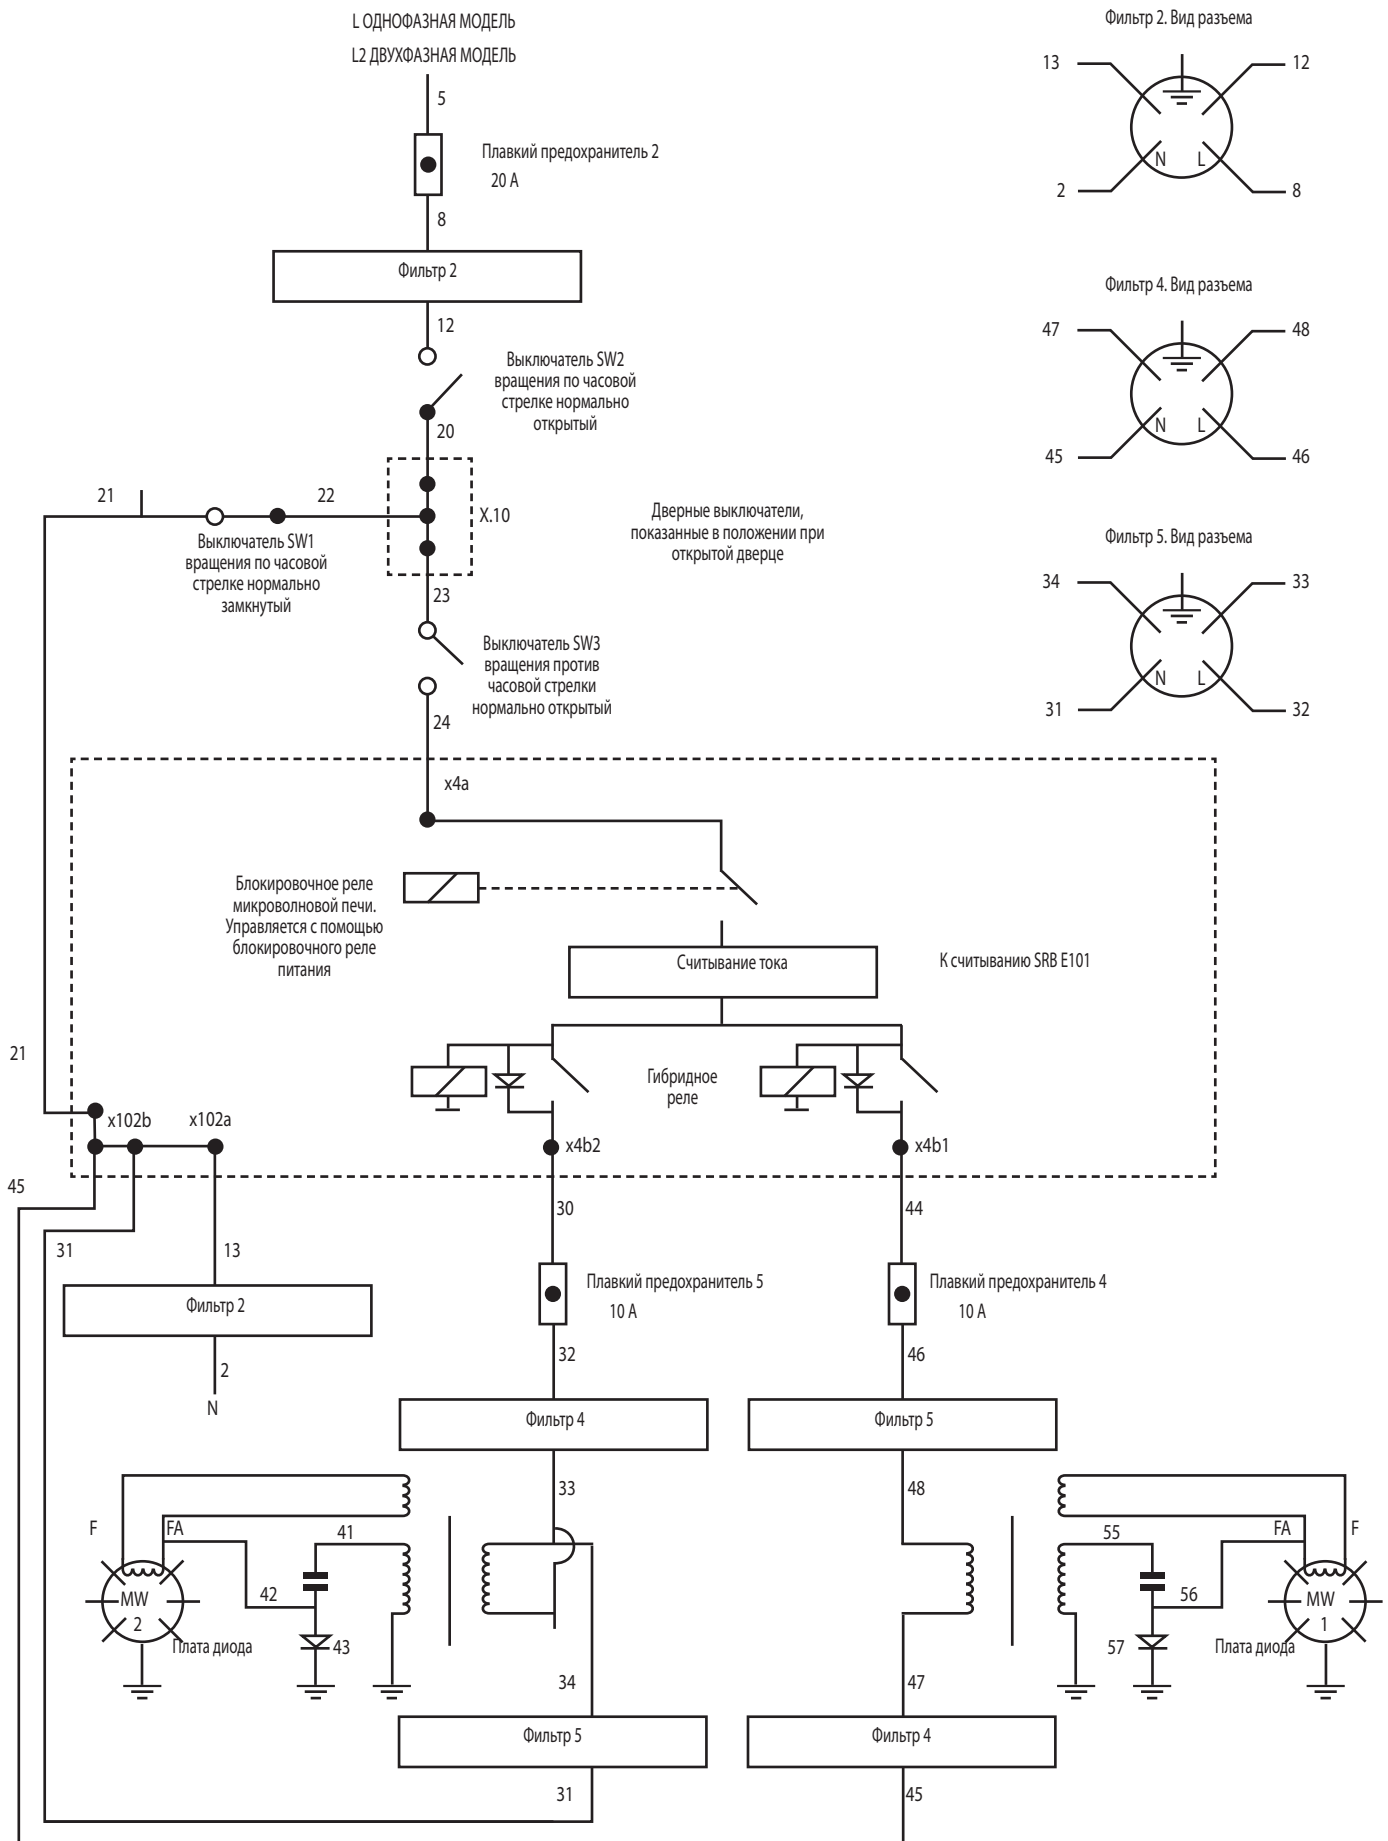 L ОДНОФАЗНАЯ МОДЕЛЬ
L2 ДВУХФАЗНАЯ МОДЕЛЬ
5
Плавкий предохранитель 2
20 А
8
Фильтр 2
12
Выключатель SW2
вращения по часовой
стрелке нормально
открытый
20
21
22
X.10
Выключатель SW1
вращения по часовой
стрелке нормально
замкнутый
Дверные выключатели,
показанные в положении при
открытой дверце
23
Выключатель SW3
вращения против
часовой стрелки
нормально открытый
24
Фильтр 2. Вид разъема
13
12
N
L
2
8
Фильтр 4. Вид разъема
47
48
N
L
45
46
Фильтр 5. Вид разъема
34
33
N
L
31
32
x4a
Блокировочное реле
микроволновой печи.
Управляется с помощью
блокировочного реле
питания
Считывание тока
К считыванию SRB E101
Гибридное
реле
21
x102b
x102a
x4b2
x4b1
45
30
44
31
13
Плавкий предохранитель 5
10 А
Плавкий предохранитель 4
10 А
Фильтр 2
32
46
2
N
Фильтр 4
Фильтр 5
33
48
F
FA
41
55
FA
F
42
56
MW
2
MW
1
Плата диода
43
57
Плата диода
34
47
Фильтр 5
Фильтр 4
31
45